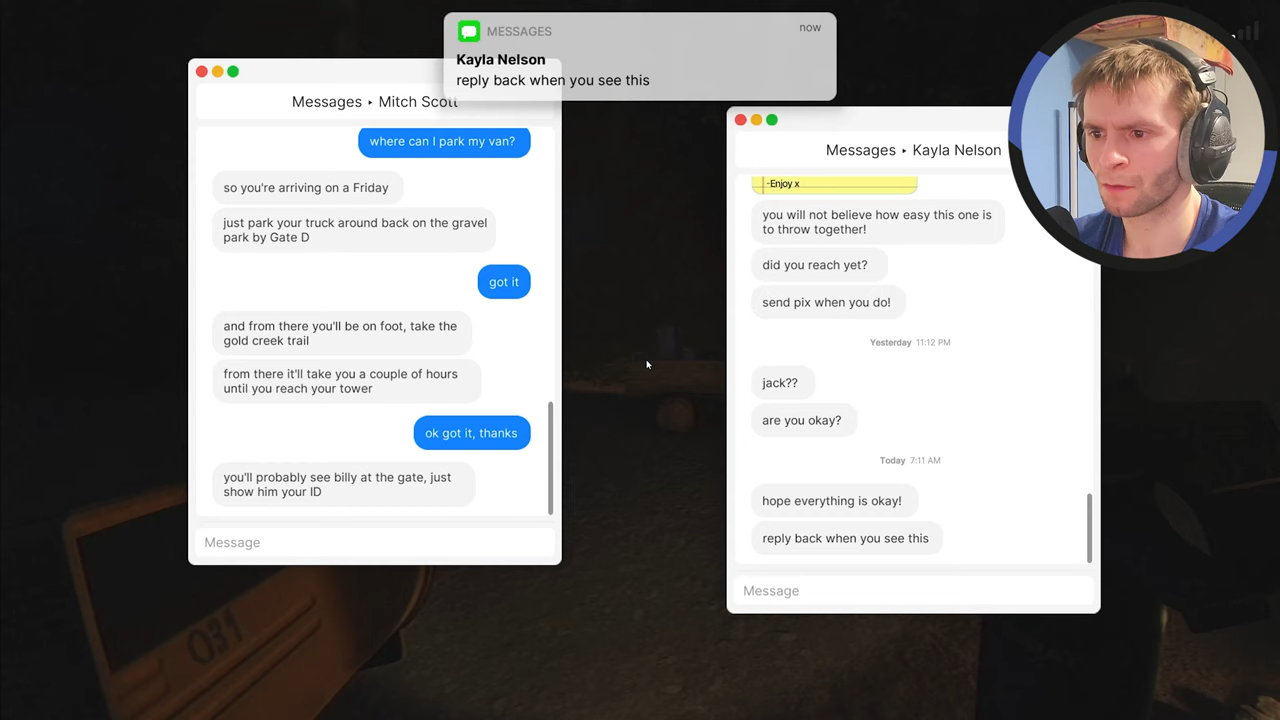 MESSAGES
now
Kayla Nelson
reply back when you see this
Messages ▸ Mitch Scott
where can I park my van?
so you're arriving on a Friday
just park your truck around back on the gravel
park by Gate D
got it
and from there you'll be on foot, take the
gold creek trail
from there it'll take you a couple of hours
until you reach your tower
ok got it, thanks
you'll probably see billy at the gate, just
show him your ID
Message
Messages ▸ Kayla Nelson
-Enjoy x
you will not believe how easy this one is
to throw together!
did you reach yet?
send pix when you do!
Yesterday 11:12 PM
jack??
are you okay?
Today 7:11 AM
hope everything is okay!
reply back when you see this
Message
031